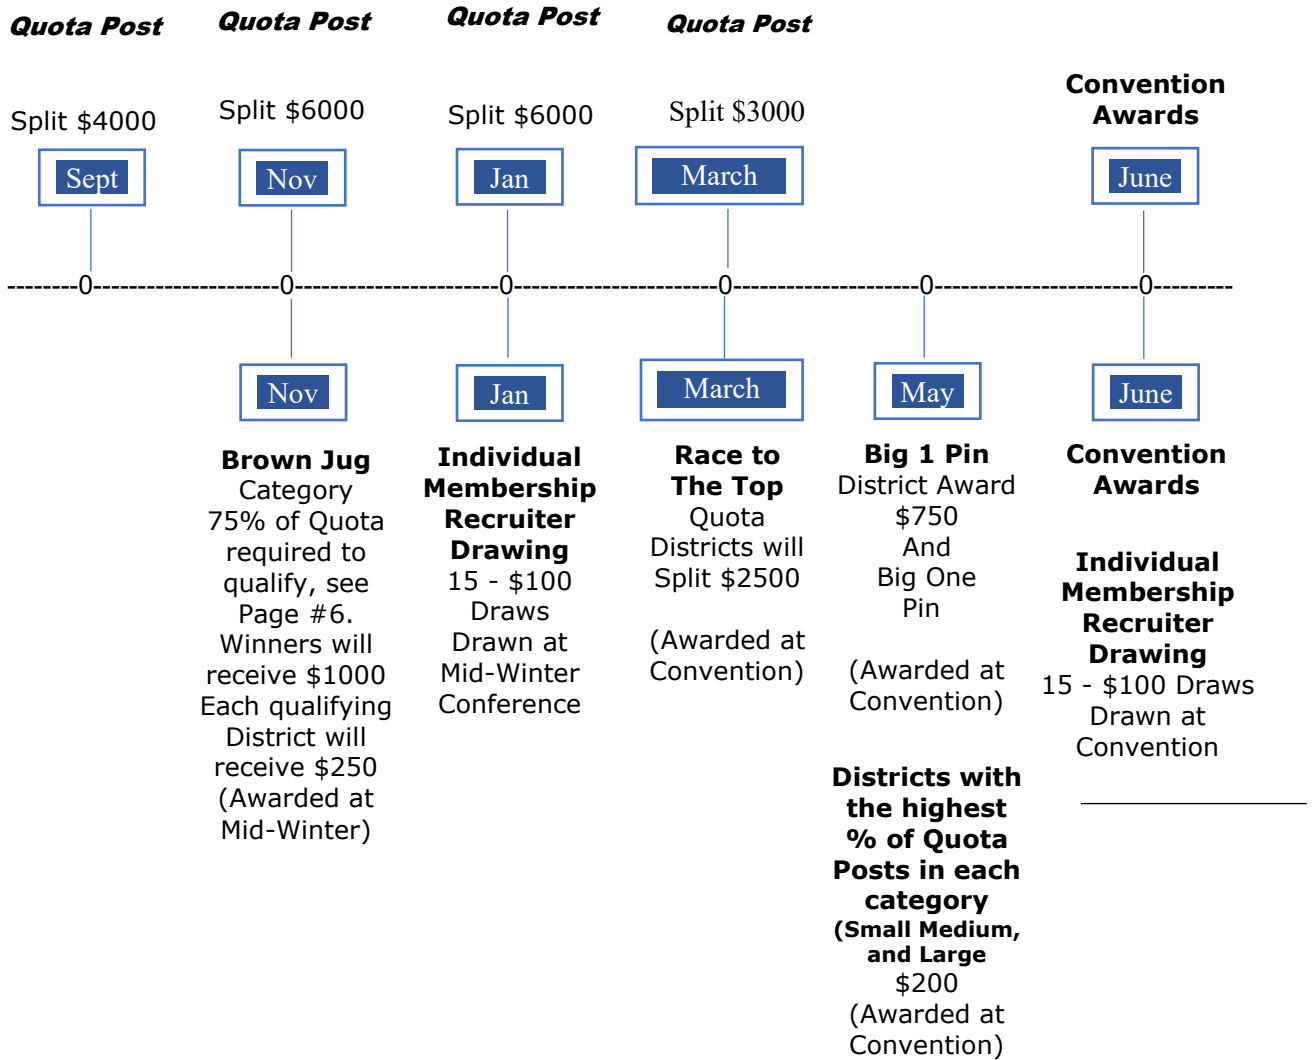 Quota Post
Quota Post
Quota Post
Quota Post
Split $4000
Split $6000
Split $6000
Split $3000
Convention
Awards
Sept
Nov
Jan
March
June
--------0-----------------------0------------------------0------------------------0----------------------0------------------------0---------
Nov
Jan
March
May
June
Brown Jug
Category
75% of Quota
required to
qualify, see
Page #6.
Winners will
receive $1000
Each qualifying
District will
receive $250
(Awarded at
Mid-Winter)
Individual
Membership
Recruiter
Drawing
15 - $100
Draws
Drawn at
Mid-Winter
Conference
Race to
The Top
Quota
Districts will
Split $2500
(Awarded at
Convention)
Big 1 Pin
District Award
$750
And
Big One
Pin
(Awarded at
Convention)
Districts with
the highest
% of Quota
Posts in each
category
(Small Medium,
and Large
$200
(Awarded at
Convention)
Convention
Awards
Individual
Membership
Recruiter
Drawing
15 - $100 Draws
Drawn at
Convention